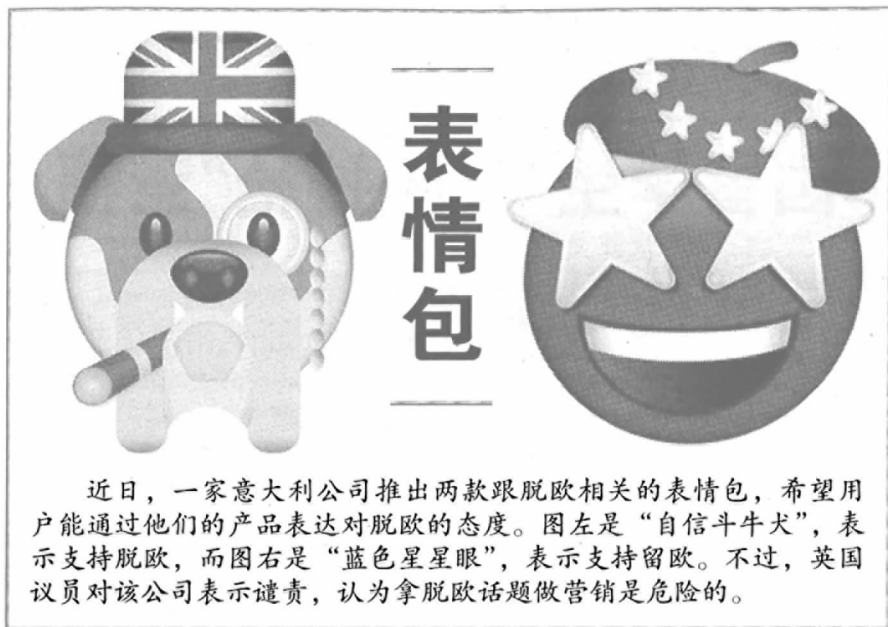 表情包
近日，一家意大利公司推出两款跟脱欧相关的表情包，希望用
户能通过他们的产品表达对脱欧的态度。图左是“自信斗牛犬”，表
示支持脱欧，而图右是“蓝色星星眼”，表示支持留欧。不过，英国
议员对该公司表示谴责，认为拿脱欧话题做营销是危险的。